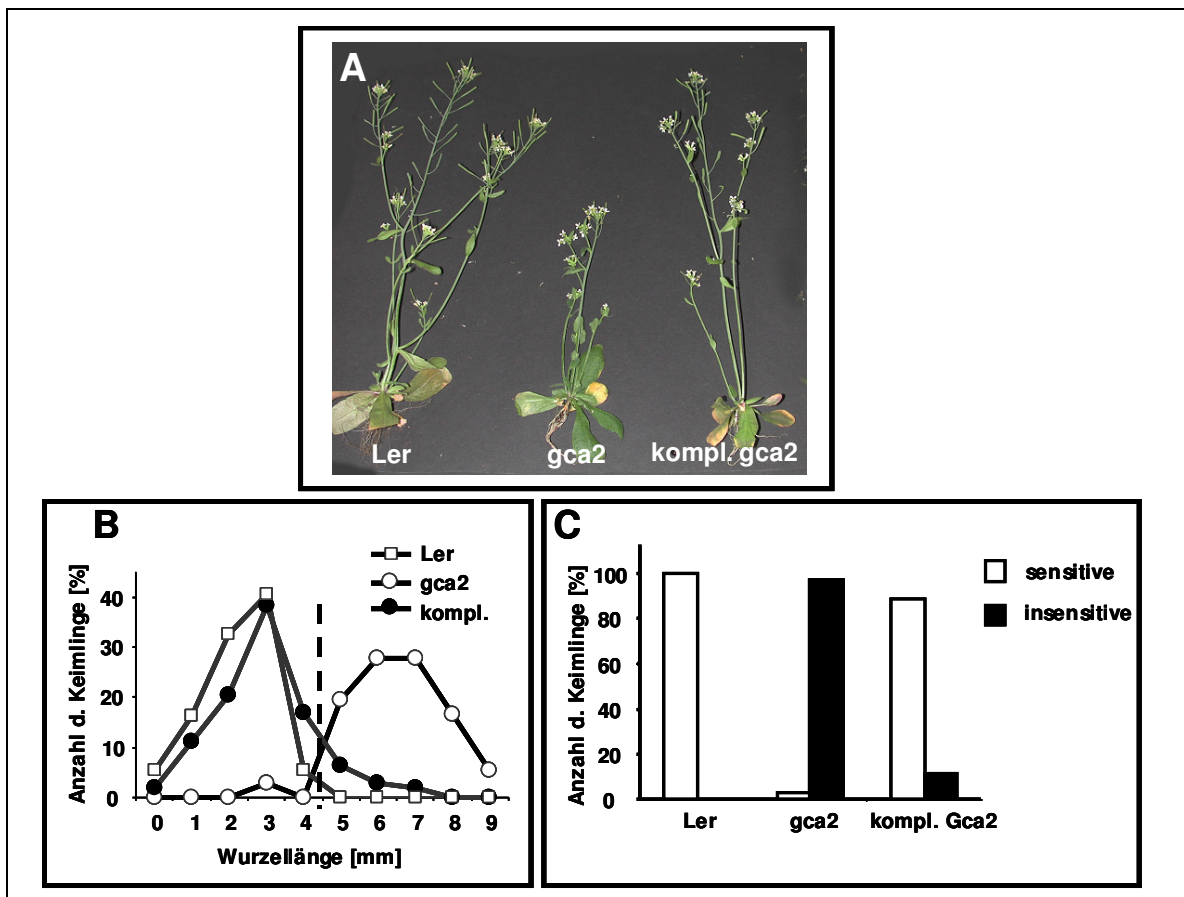 A
Ler
gca2
kompl. gca2
B
Ler
gca2
kompl.
Anzahl d. Keimlinge [%]
40
30
20
10
0
0 1 2 3 4 5 6 7 8 9
Wurzellänge [mm]
C
sensitive
insensitive
Anzahl d. Keimlinge [%]
100
80
60
40
20
0
Ler gca2 kompl. Gca2